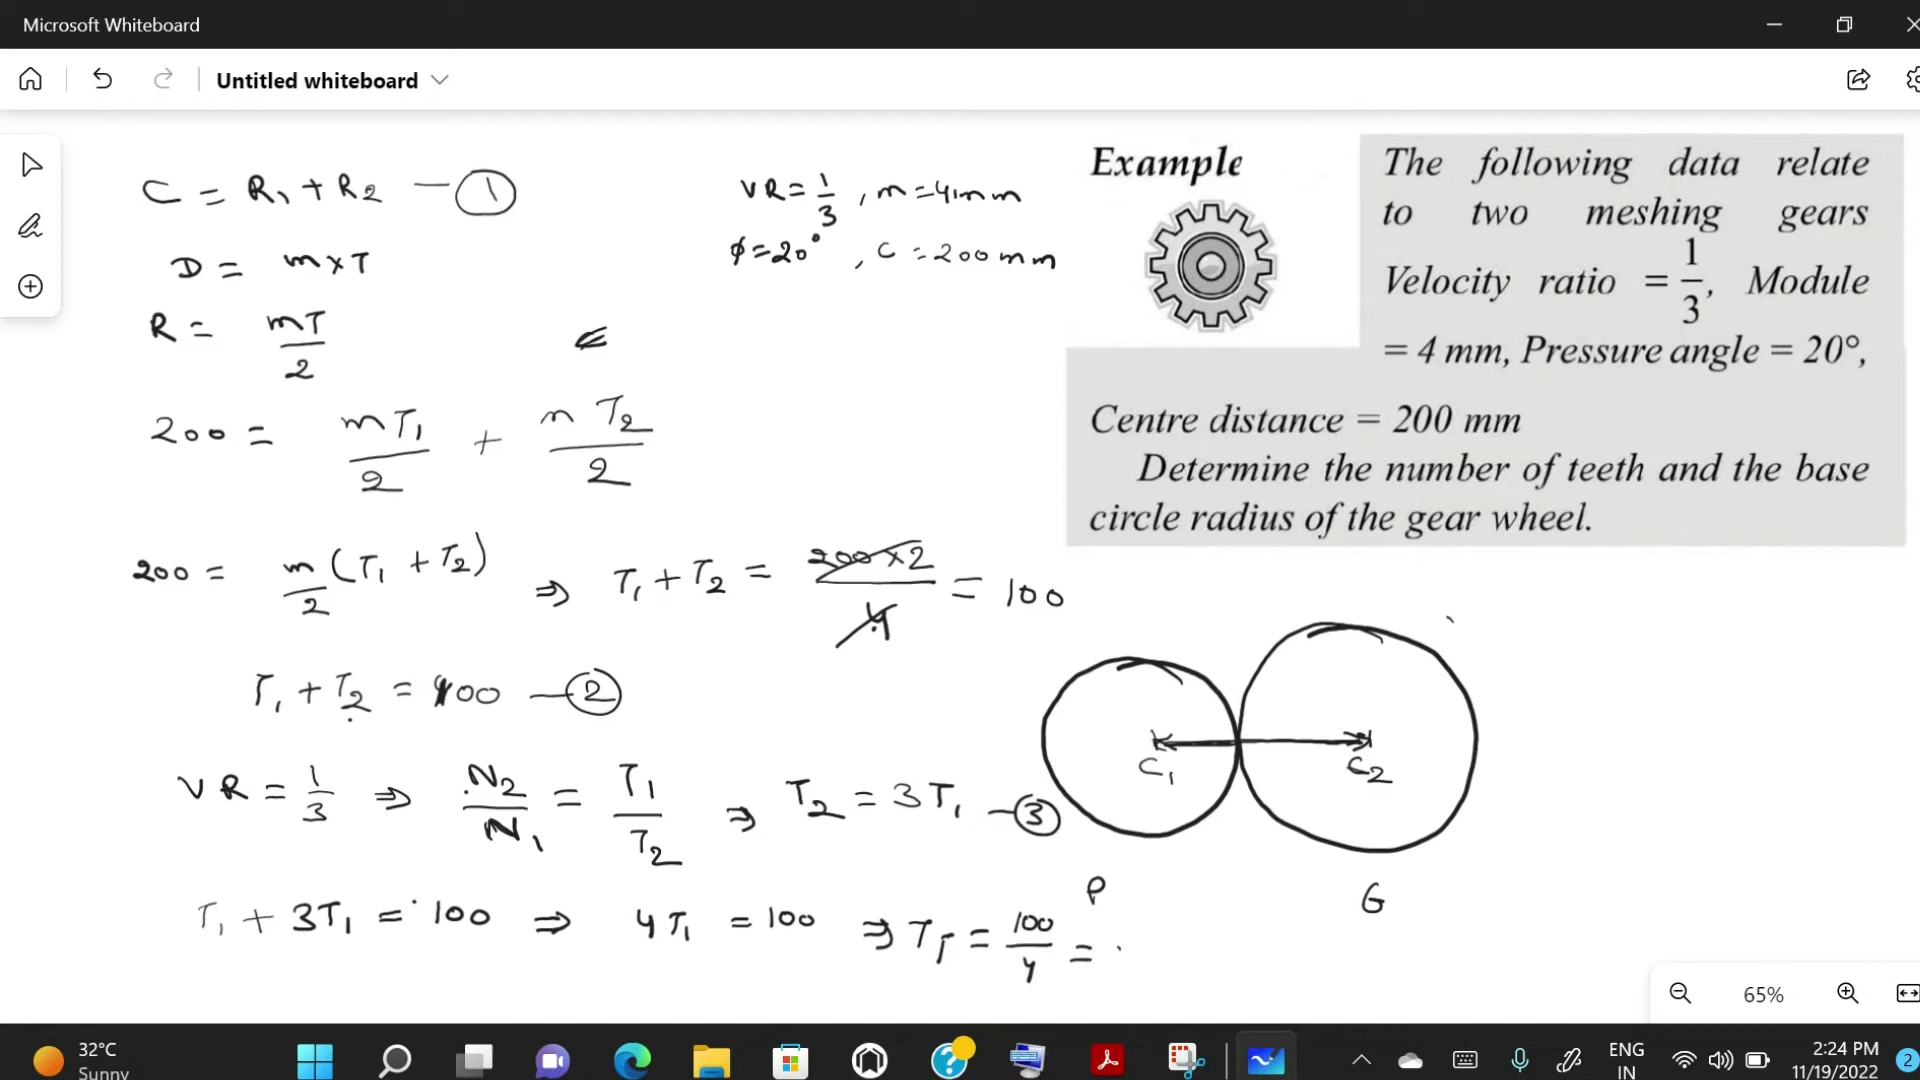 Microsoft Whiteboard
Untitled whiteboard
C = R₁ + R₂ — ①
D = m×T
R = mT/2
200 = mT₁/2 + mT₂/2
200 = m/2 (T₁ + T₂) ⇒ T₁ + T₂ = 200×2/4 = 100
T₁ + T₂ = 100 — ②
VR = 1/3 ⇒ N₂/N₁ = T₁/T₂ ⇒ T₂ = 3T₁ — ③
T₁ + 3T₁ = 100 ⇒ 4T₁ = 100 ⇒ T₁ = 100/4 =
VR = 1/3, m = 4mm
φ = 20°, C = 200mm
Example
The following data relate
to two meshing gears
Velocity ratio = 1/3, Module
= 4 mm, Pressure angle = 20°,
Centre distance = 200 mm
Determine the number of teeth and the base
circle radius of the gear wheel.
C₁ C₂
P G
65%
32°C
Sunny
ENG
IN
2:24 PM
11/19/2022
2